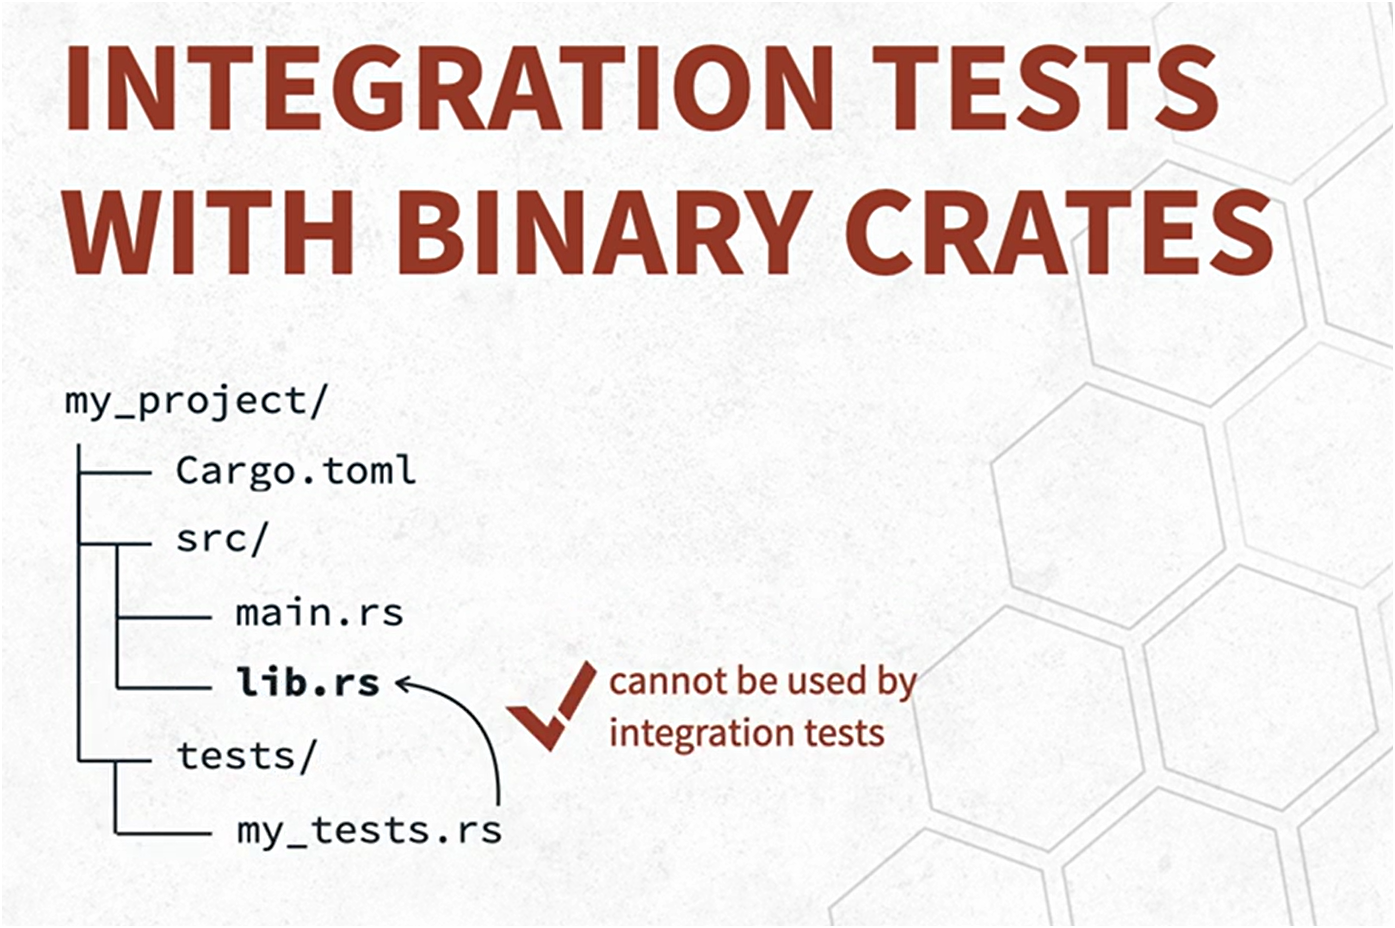 INTEGRATION TESTS
WITH BINARY CRATES
my_project/
Cargo.toml
src/
main.rs
lib.rs
cannot be used by
integration tests
tests/
my_tests.rs